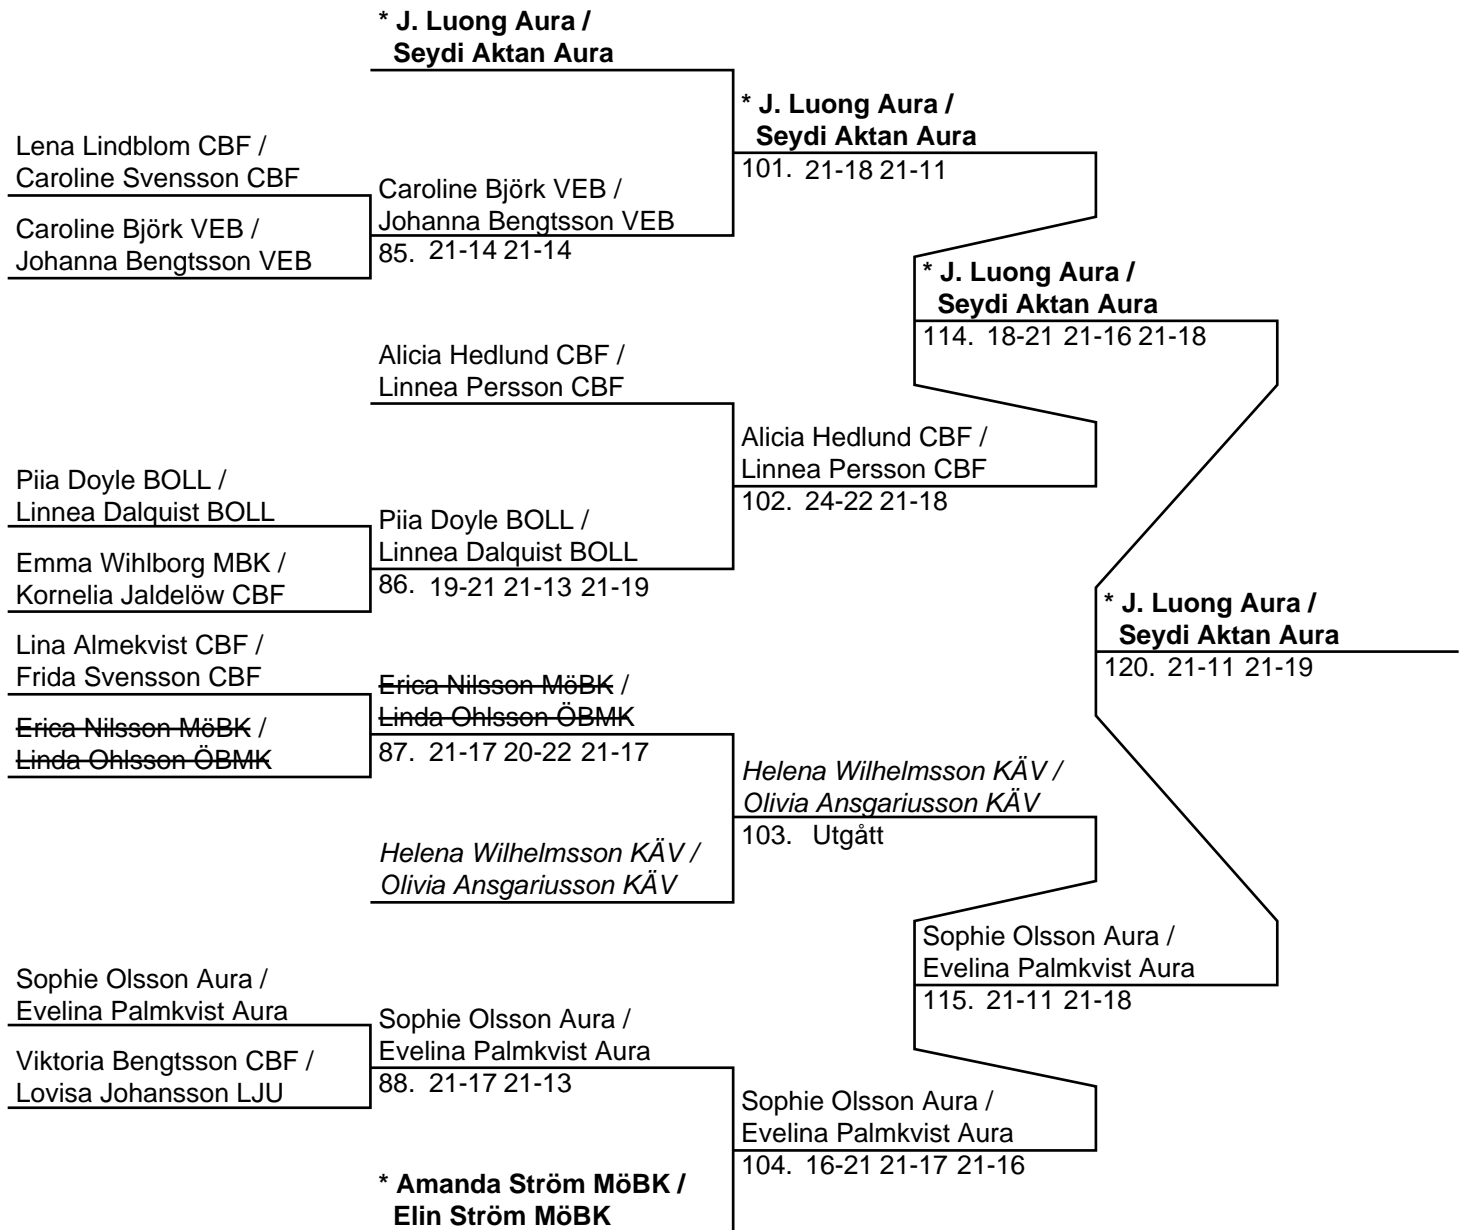 * J. Luong Aura /
Seydi Aktan Aura
* J. Luong Aura /
Seydi Aktan Aura
101. 21-18 21-11
Lena Lindblom CBF /
Caroline Svensson CBF
Caroline Björk VEB /
Johanna Bengtsson VEB
85. 21-14 21-14
Caroline Björk VEB /
Johanna Bengtsson VEB
* J. Luong Aura /
Seydi Aktan Aura
114. 18-21 21-16 21-18
Alicia Hedlund CBF /
Linnea Persson CBF
Alicia Hedlund CBF /
Linnea Persson CBF
102. 24-22 21-18
Piia Doyle BOLL /
Linnea Dalquist BOLL
Piia Doyle BOLL /
Linnea Dalquist BOLL
86. 19-21 21-13 21-19
Emma Wihlborg MBK /
Kornelia Jaldelöw CBF
* J. Luong Aura /
Seydi Aktan Aura
120. 21-11 21-19
Lina Almekvist CBF /
Frida Svensson CBF
Erica Nilsson MöBK /
Linda Ohlsson ÖBMK
87. 21-17 20-22 21-17
Erica Nilsson MöBK /
Linda Ohlsson ÖBMK
Helena Wilhelmsson KÄV /
Olivia Ansgariusson KÄV
103. Utgått
Helena Wilhelmsson KÄV /
Olivia Ansgariusson KÄV
Sophie Olsson Aura /
Evelina Palmkvist Aura
115. 21-11 21-18
Sophie Olsson Aura /
Evelina Palmkvist Aura
Sophie Olsson Aura /
Evelina Palmkvist Aura
88. 21-17 21-13
Viktoria Bengtsson CBF /
Lovisa Johansson LJU
Sophie Olsson Aura /
Evelina Palmkvist Aura
104. 16-21 21-17 21-16
* Amanda Ström MöBK /
Elin Ström MöBK